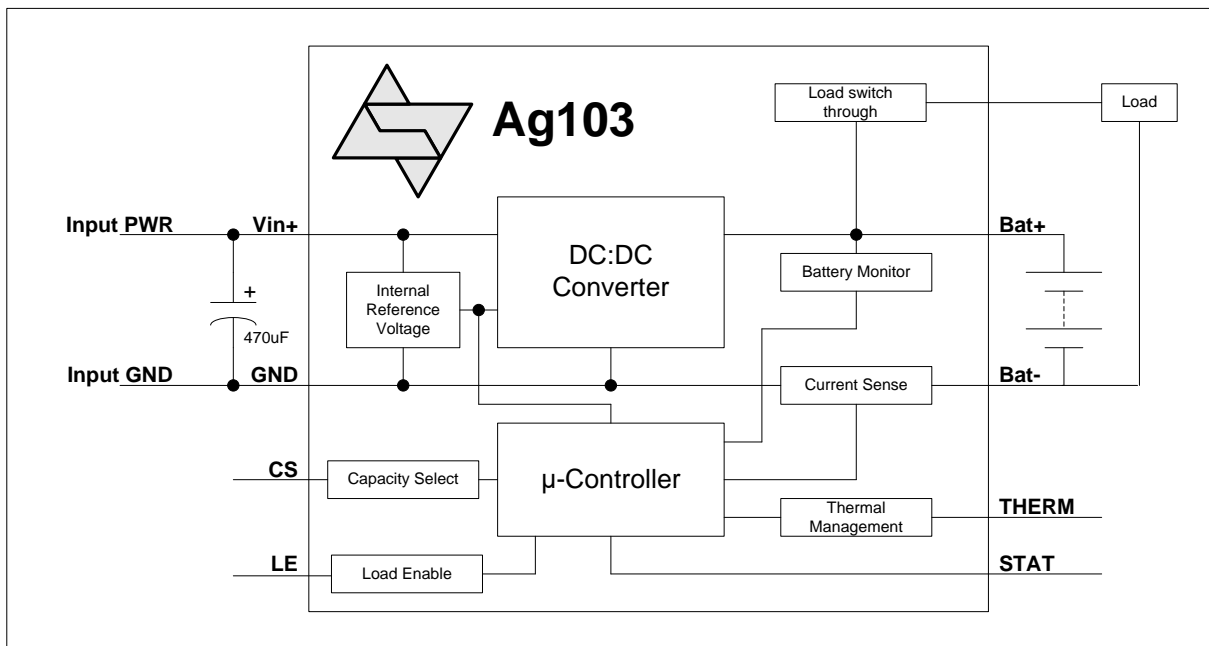 Ag103
Load switch
through
Load
Input PWR
Vin+
Bat+
DC:DC
Converter
Battery Monitor
Internal
Reference
Voltage
+
470uF
Input GND
GND
Current Sense
Bat-
CS
Capacity Select
µ-Controller
Thermal
Management
THERM
LE
Load Enable
STAT